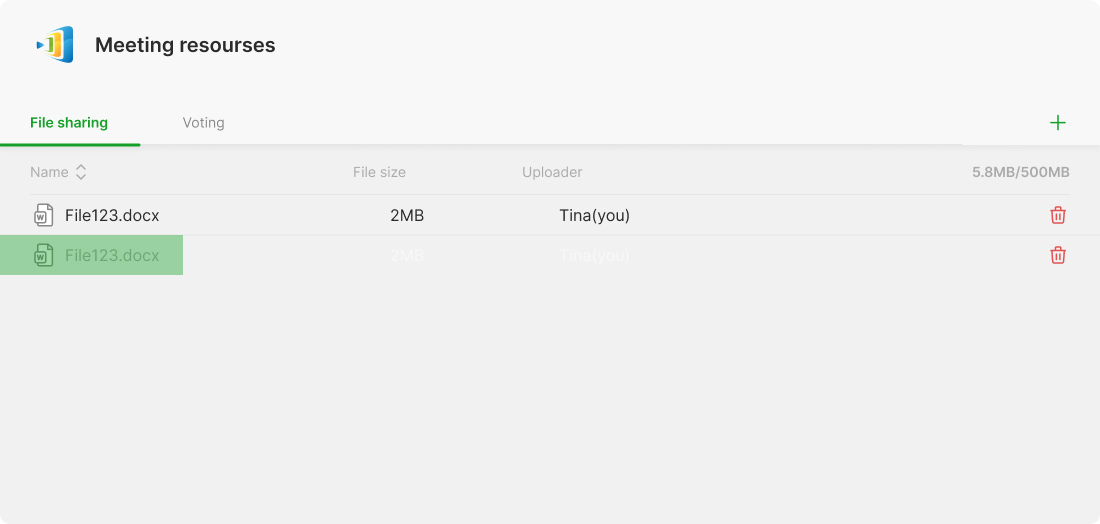 Meeting resourses
File sharing Voting
Name File size Uploader 5.8MB/500MB
File123.docx 2MB Tina(you)
File123.docx 2MB Tina(you)